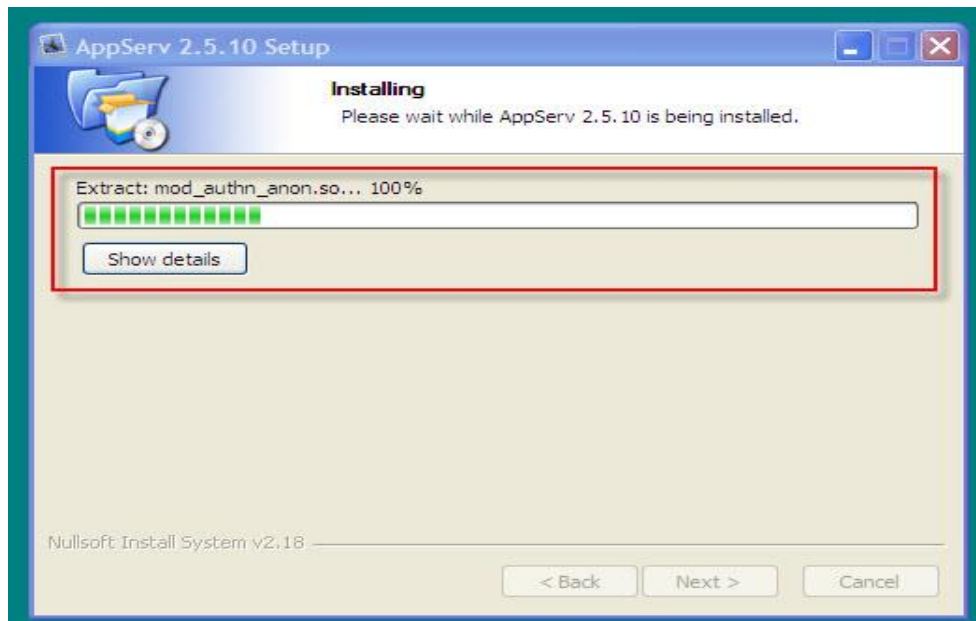 AppServ 2.5.10 Setup
Installing
Please wait while AppServ 2.5.10 is being installed.
Extract: mod_authn_anon.so... 100%
Show details
Nullsoft Install System v2.18
< Back Next > Cancel